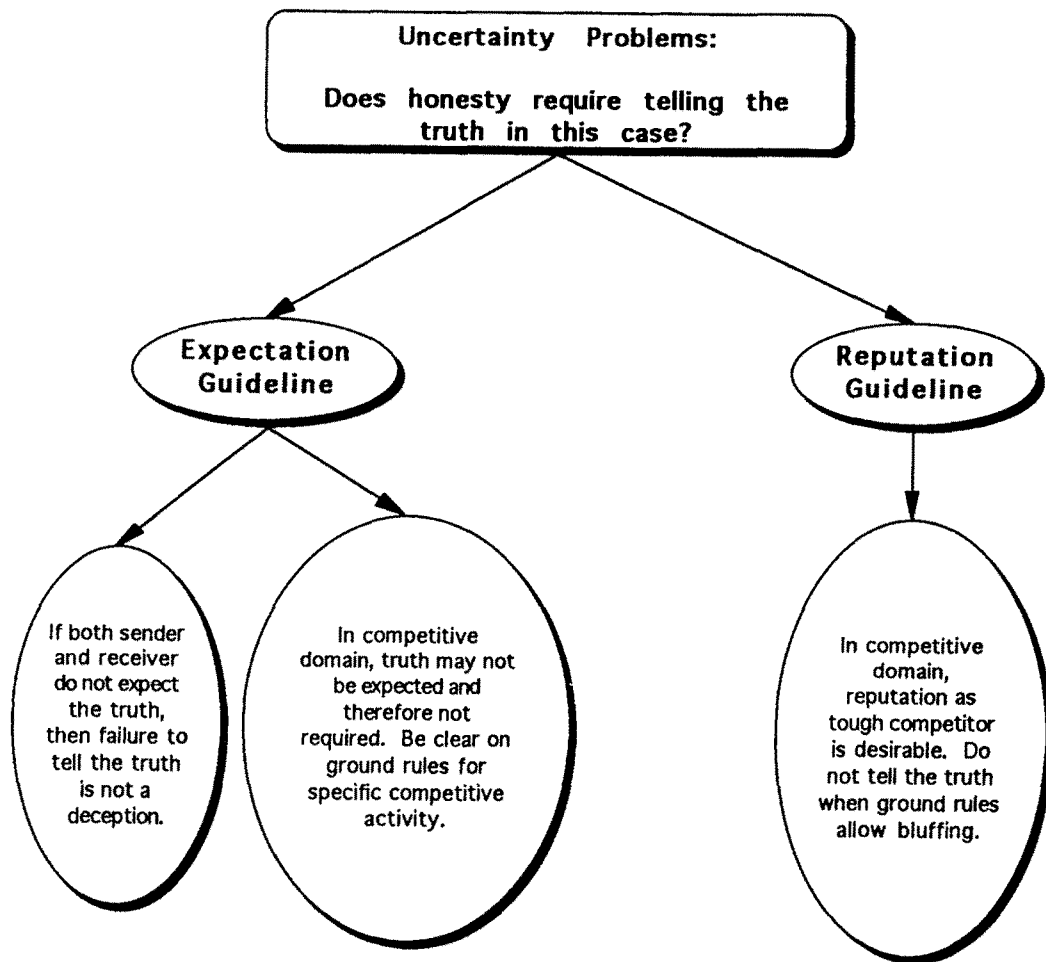 Uncertainty Problems:
Does honesty require telling the
truth in this case?
Expectation
Guideline
Reputation
Guideline
If both sender
and receiver
do not expect
the truth,
then failure to
tell the truth
is not a
deception.
In competitive
domain, truth may not
be expected and
therefore not
required. Be clear on
ground rules for
specific competitive
activity.
In competitive
domain,
reputation as
tough competitor
is desirable. Do
not tell the truth
when ground rules
allow bluffing.